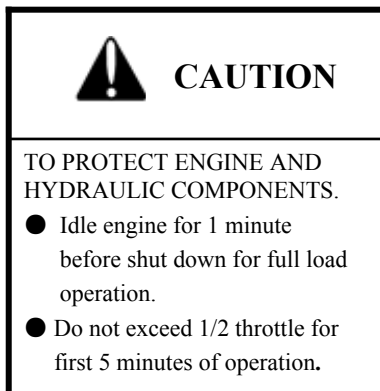 CAUTION
TO PROTECT ENGINE AND
HYDRAULIC COMPONENTS.
● Idle engine for 1 minute
before shut down for full load
operation.
● Do not exceed 1/2 throttle for
first 5 minutes of operation.